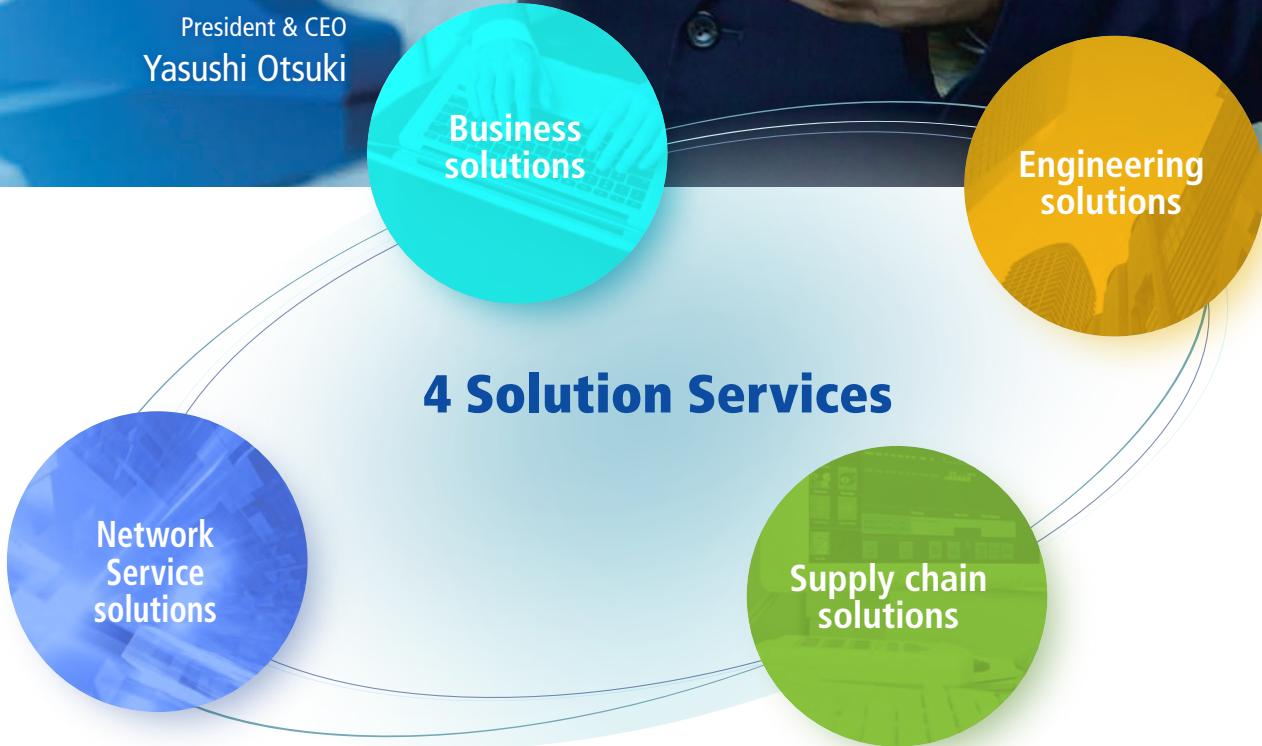 President & CEO
Yasushi Otsuki
Business
solutions
Engineering
solutions
4 Solution Services
Network
Service
solutions
Supply chain
solutions